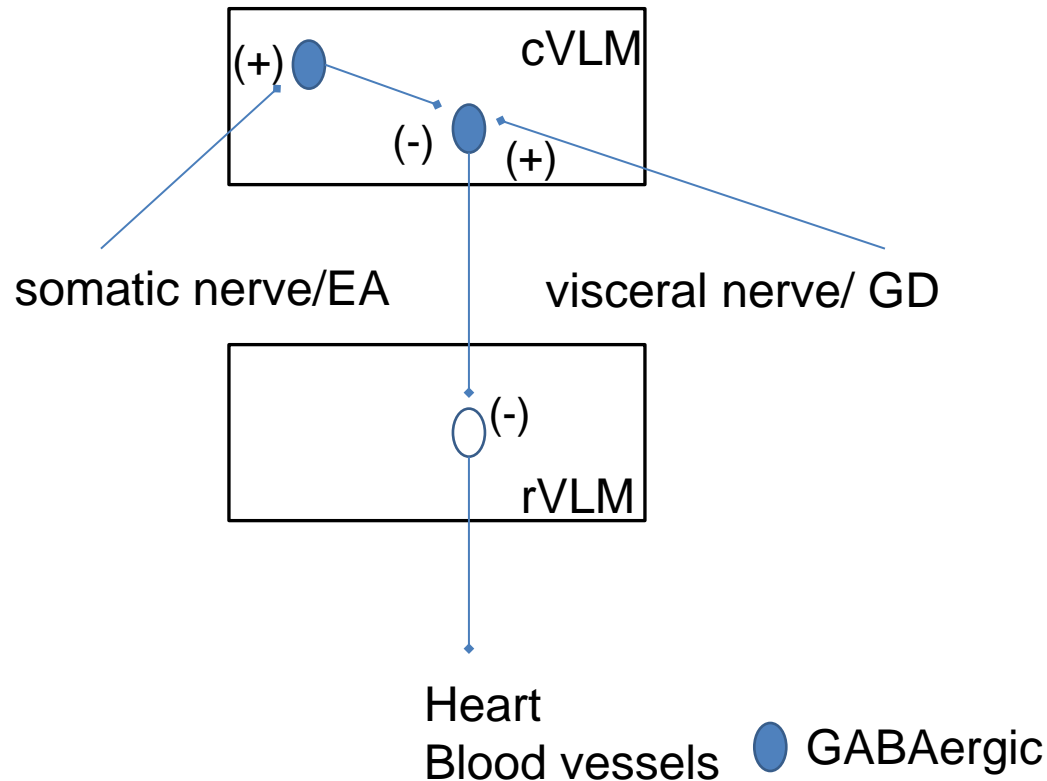 cVLM
(+)
(-)
(+)
somatic nerve/EA
visceral nerve/ GD
(-)
rVLM
Heart
Blood vessels
GABAergic